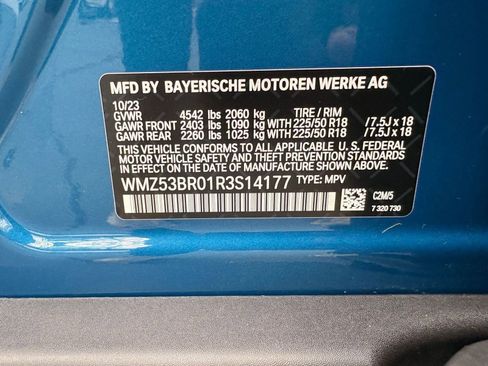 MFD BY BAYERISCHE MOTOREN WERKE AG
10/23
GVWR 4542 lbs 2060 kg TIRE / RIM
GAWR FRONT 2403 lbs 1090 kg WITH 225/50 R18 /7.5J x 18
GAWR REAR 2260 lbs 1025 kg WITH 225/50 R18 /7.5J x 18
THIS VEHICLE CONFORMS TO ALL APPLICABLE U. S. FEDERAL
MOTOR VEHICLE SAFETY, BUMPER, AND THEFT PREVENTION
STANDARDS IN EFFECT ON THE
DATE OF MANUFACTURE SHOWN ABOVE.
WMZ53BR01R3S14177 TYPE: MPV
C2M/5
7 320 730